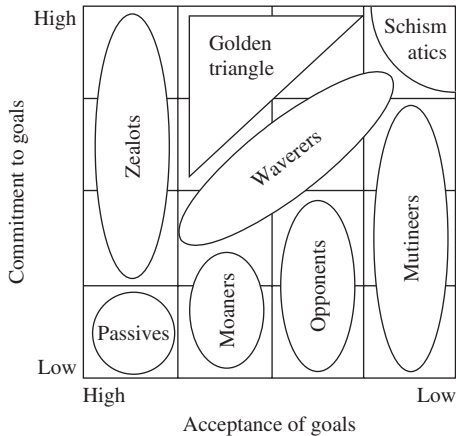 High
Golden
triangle
Schism
atics
Zealots
Waverers
Commitment to goals
Mutineers
Opponents
Moaners
Passives
Low
High
Low
Acceptance of goals